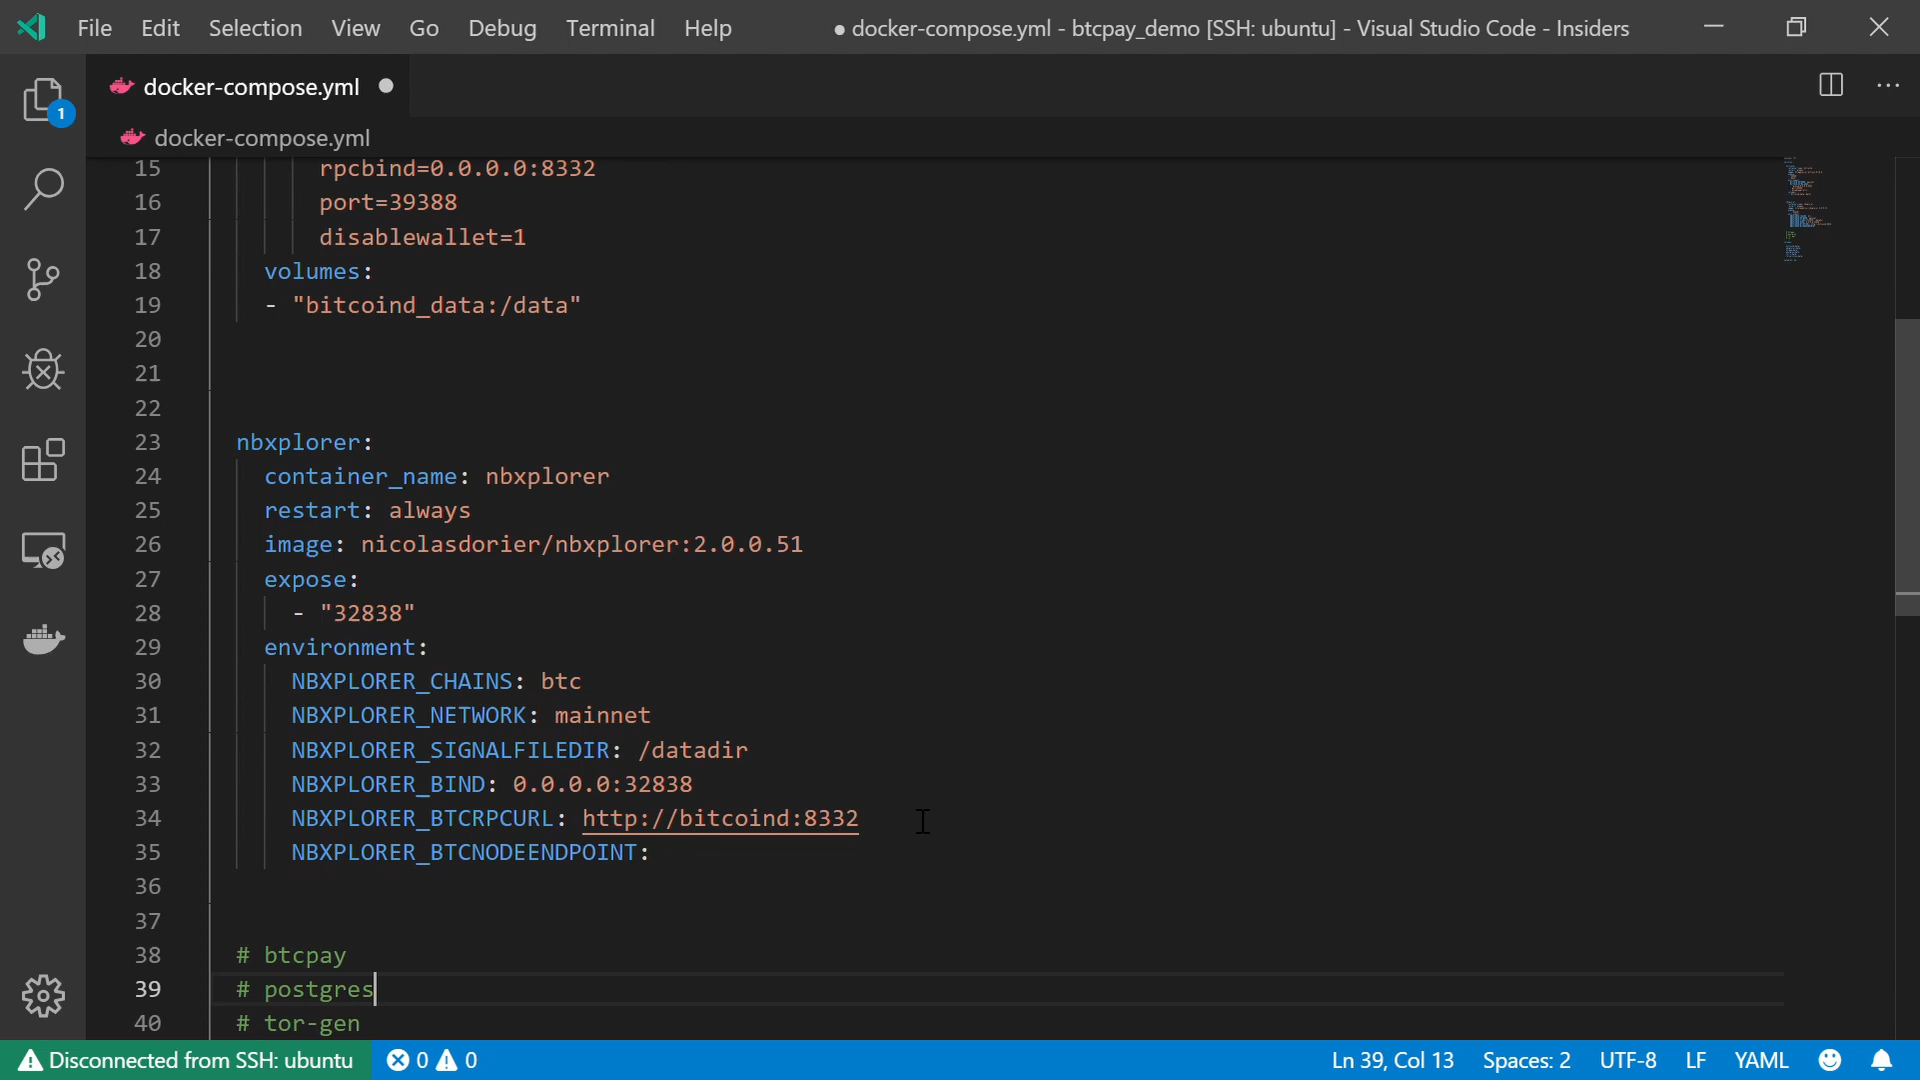 File Edit Selection View Go Debug Terminal Help ● docker-compose.yml - btcpay_demo [SSH: ubuntu] - Visual Studio Code - Insiders
docker-compose.yml ●
1
docker-compose.yml
15 rpcbind=0.0.0.0:8332
16 port=39388
17 disablewallet=1
18 volumes:
19 - "bitcoind_data:/data"
20
21
22
23 nbxplorer:
24 container_name: nbxplorer
25 restart: always
26 image: nicolasdorier/nbxplorer:2.0.0.51
27 expose:
28 - "32838"
29 environment:
30 NBXPLORER_CHAINS: btc
31 NBXPLORER_NETWORK: mainnet
32 NBXPLORER_SIGNALFILEDIR: /datadir
33 NBXPLORER_BIND: 0.0.0.0:32838
34 NBXPLORER_BTCRPCURL: http://bitcoind:8332
35 NBXPLORER_BTCNODEENDPOINT:
36
37
38 # btcpay
39 # postgres
40 # tor-gen
Disconnected from SSH: ubuntu 0 0 Ln 39, Col 13 Spaces: 2 UTF-8 LF YAML